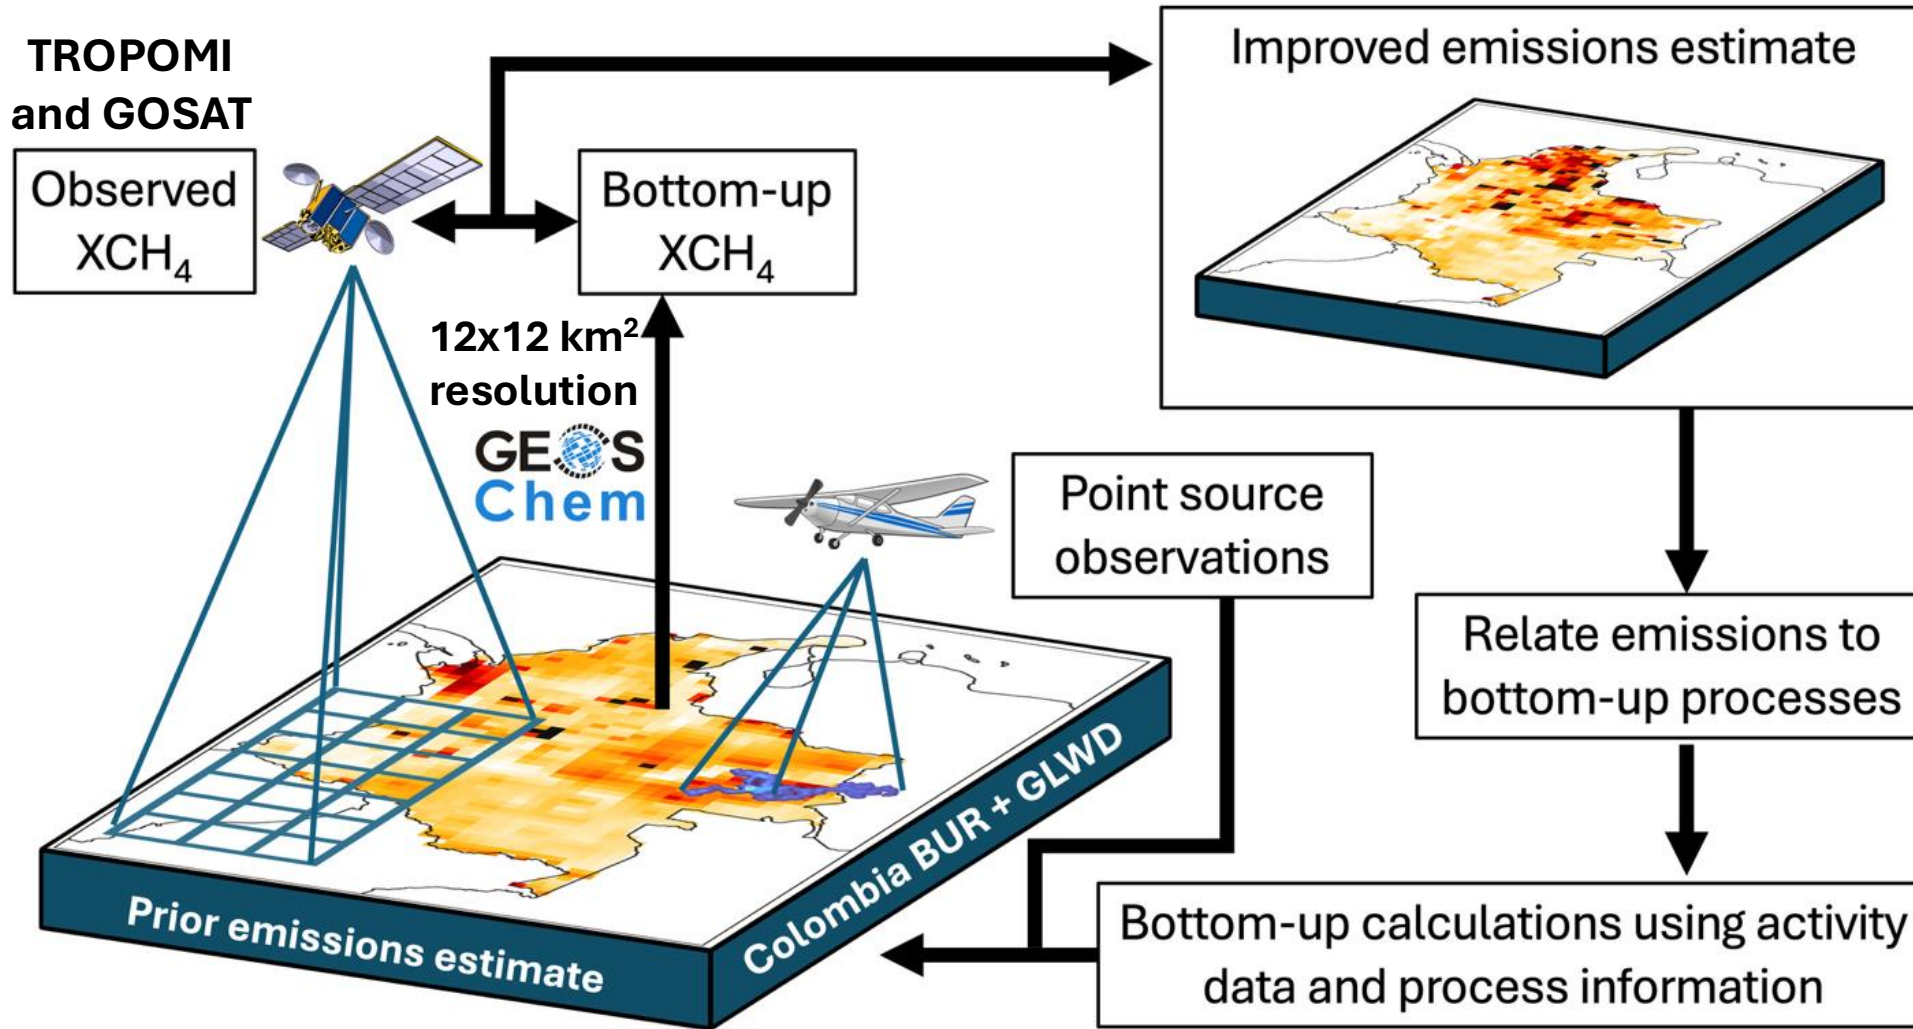 TROPOMI
and GOSAT
Observed
XCH₄
Bottom-up
XCH₄
Improved emissions estimate
12x12 km²
resolution
GEOS
Chem
Point source
observations
Relate emissions to
bottom-up processes
Bottom-up calculations using activity
data and process information
Prior emissions estimate
Colombia BUR + GLWD